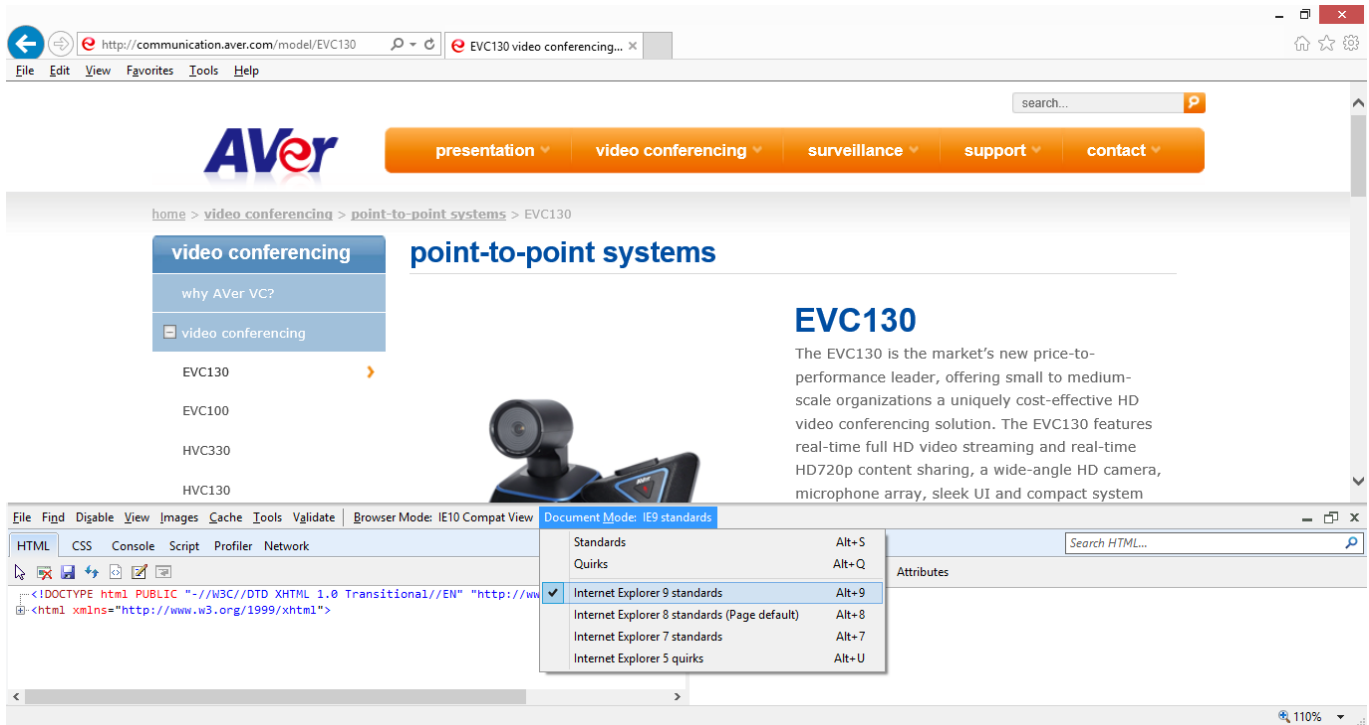 http://communication.aver.com/model/EVC130
EVC130 video conferencing...
File Edit View Favorites Tools Help
search...
AVer
presentation video conferencing surveillance support contact
home > video conferencing > point-to-point systems > EVC130
video conferencing
why AVer VC?
video conferencing
EVC130
EVC100
HVC330
HVC130
point-to-point systems
EVC130
The EVC130 is the market's new price-to-
performance leader, offering small to medium-
scale organizations a uniquely cost-effective HD
video conferencing solution. The EVC130 features
real-time full HD video streaming and real-time
HD720p content sharing, a wide-angle HD camera,
microphone array, sleek UI and compact system
File Find Disable View Images Cache Tools Validate Browser Mode: IE10 Compat View Document Mode: IE9 standards
HTML CSS Console Script Profiler Network
Search HTML...
Attributes
<!DOCTYPE html PUBLIC "-//W3C//DTD XHTML 1.0 Transitional//EN" "http://ww
<html xmlns="http://www.w3.org/1999/xhtml">
Standards Alt+S
Quirks Alt+Q
Internet Explorer 9 standards Alt+9
Internet Explorer 8 standards (Page default) Alt+8
Internet Explorer 7 standards Alt+7
Internet Explorer 5 quirks Alt+U
110%